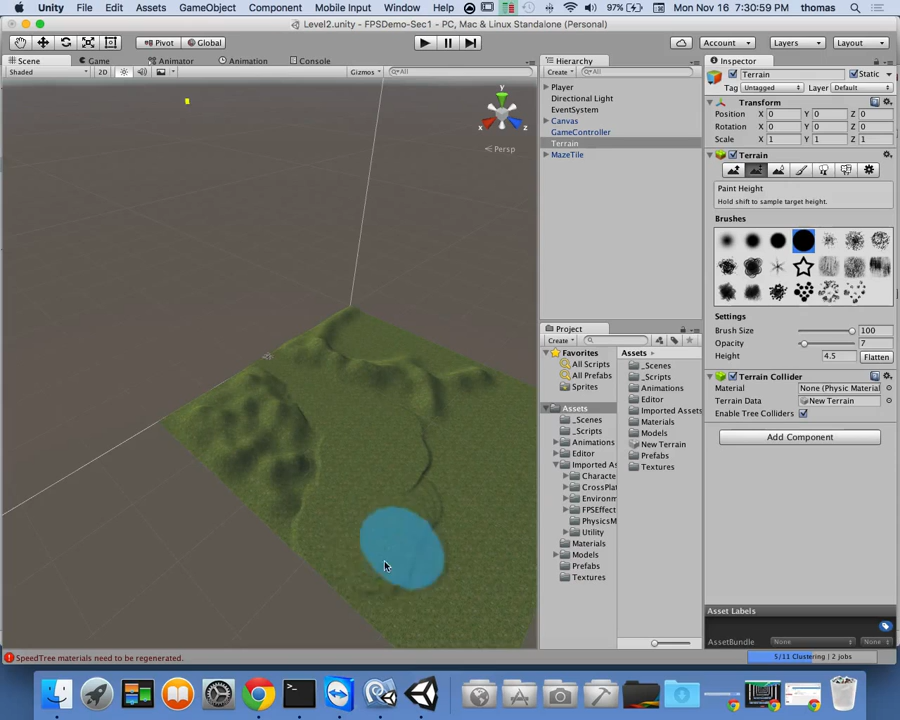 Unity File Edit Assets GameObject Component Mobile Input Window Help 97% Mon Nov 16 7:30:59 PM thomas
Level2.unity - FPSDemo-Sec1 - PC, Mac & Linux Standalone (Personal)
Pivot Global Account Layers Layout
Scene Game Animator Animation Console
Shaded 2D Gizmos All
y
x z
Persp
Hierarchy
Create All
Player
Directional Light
EventSystem
Canvas
GameController
Terrain
MazeTile
Project
Create
Favorites
All Scripts
All Prefabs
Sprites
Assets
_Scenes
_Scripts
Animations
Editor
Imported As
Characte
CrossPlat
Environm
FPSEffect
PhysicsM
Utility
Materials
Models
Prefabs
Textures
Assets
_Scenes
_Scripts
Animations
Editor
Imported Assets
Materials
Models
New Terrain
Prefabs
Textures
Inspector
Terrain Static
Tag Untagged Layer Default
Transform
Position X 0 Y 0 Z 0
Rotation X 0 Y 0 Z 0
Scale X 1 Y 1 Z 1
Terrain
Paint Height
Hold shift to sample target height.
Brushes
Settings
Brush Size 100
Opacity 7
Height 4.5 Flatten
Terrain Collider
Material None (Physic Material
Terrain Data New Terrain
Enable Tree Colliders
Add Component
Asset Labels
AssetBundle None None
SpeedTree materials need to be regenerated.
5/11 Clustering | 2 jobs